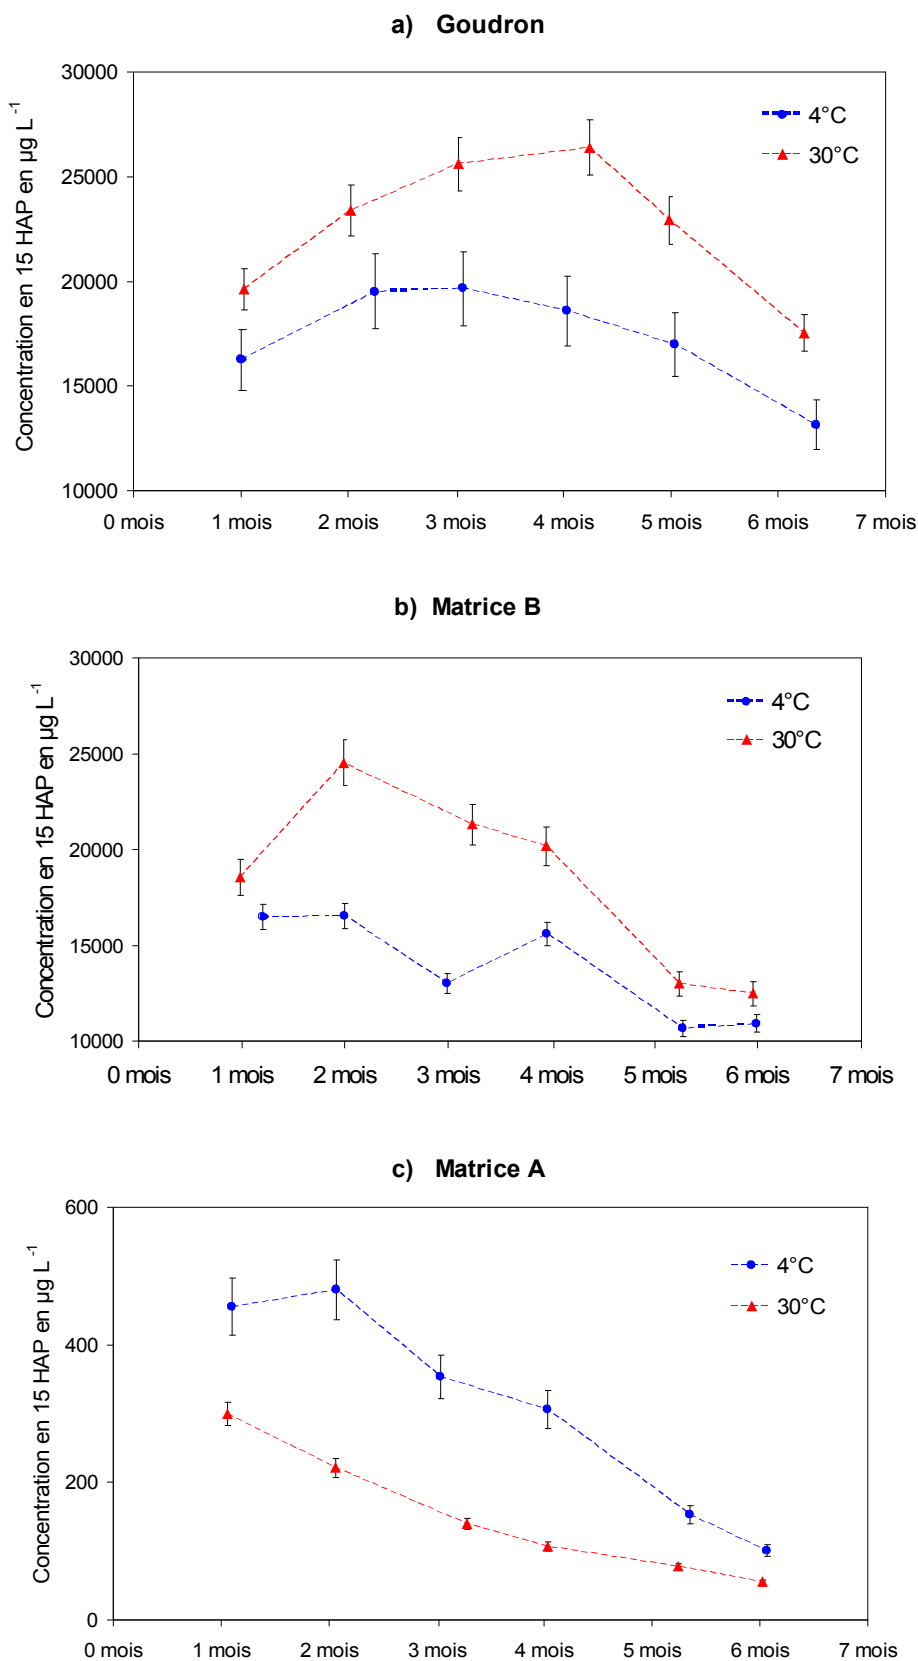 a) Goudron
Concentration en 15 HAP en µg L-1
30000
25000
20000
15000
10000
4°C
30°C
0 mois 1 mois 2 mois 3 mois 4 mois 5 mois 6 mois 7 mois
b) Matrice B
Concentration en 15 HAP en µg L-1
30000
25000
20000
15000
10000
4°C
30°C
0 mois 1 mois 2 mois 3 mois 4 mois 5 mois 6 mois 7 mois
c) Matrice A
Concentration en 15 HAP en µg L-1
600
400
200
0
4°C
30°C
0 mois 1 mois 2 mois 3 mois 4 mois 5 mois 6 mois 7 mois